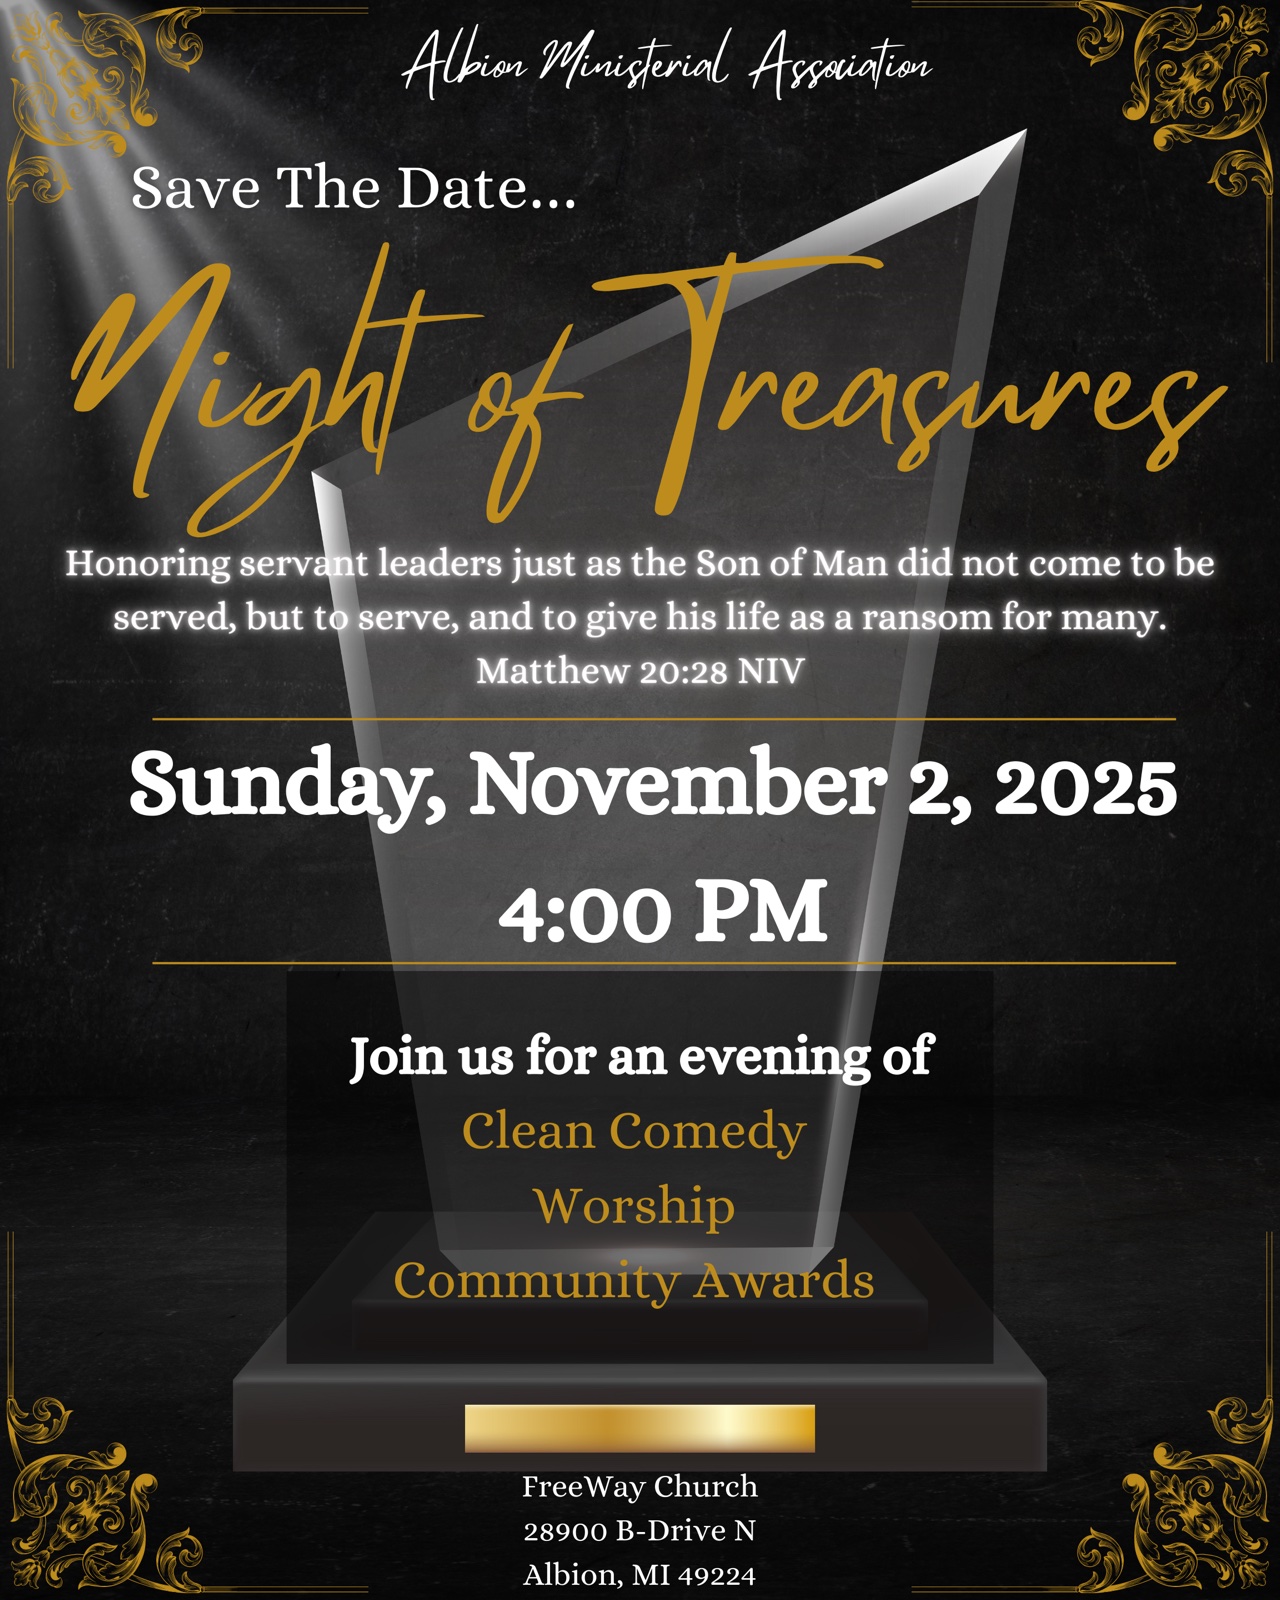 Albion Ministerial Association
Save The Date...
Night of Treasures
Honoring servant leaders just as the Son of Man did not come to be
served, but to serve, and to give his life as a ransom for many.
Matthew 20:28 NIV
Sunday, November 2, 2025
4:00 PM
Join us for an evening of
Clean Comedy
Worship
Community Awards
FreeWay Church
28900 B-Drive N
Albion, MI 49224